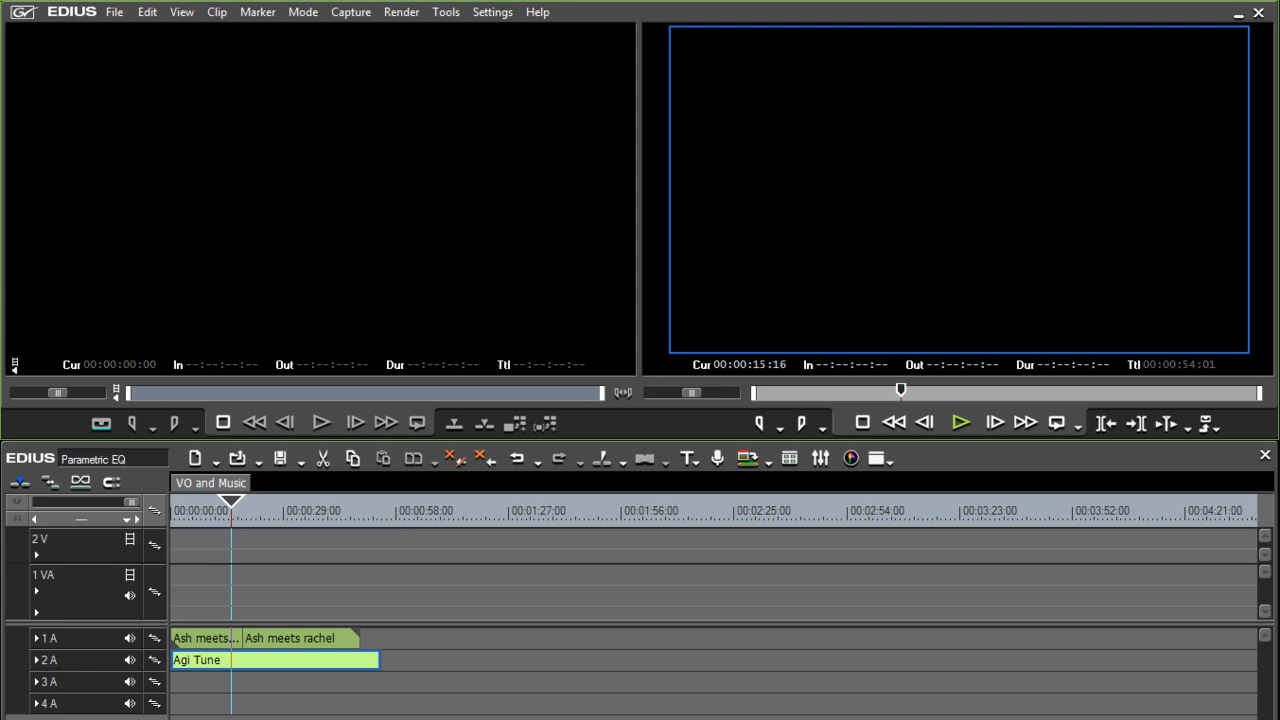 EDIUS File Edit View Clip Marker Mode Capture Render Tools Settings Help
Cur 00:00:00:00 In --:--:--:-- Out --:--:--:-- Dur --:--:--:-- Ttl --:--:--:--
Cur 00:00:15:16 In --:--:--:-- Out --:--:--:-- Dur --:--:--:-- Ttl 00:00:54:01
EDIUS Parametric EQ
VO and Music
00:00:00:00 00:00:29:00 00:00:58:00 00:01:27:00 00:01:56:00 00:02:25:00 00:02:54:00 00:03:23:00 00:03:52:00 00:04:21:00
2 V
1 VA
1 A Ash meets... Ash meets rachel
2 A Agi Tune
3 A
4 A